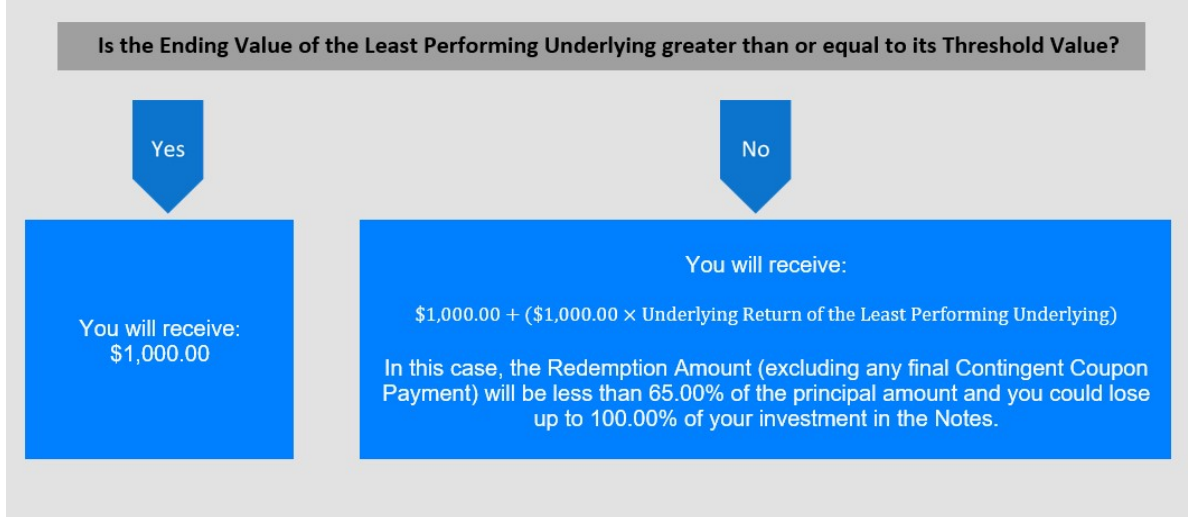 Is the Ending Value of the Least Performing Underlying greater than or equal to its Threshold Value?
Yes
No
You will receive:
$1,000.00
You will receive:
$1,000.00 + ($1,000.00 × Underlying Return of the Least Performing Underlying)
In this case, the Redemption Amount (excluding any final Contingent Coupon
Payment) will be less than 65.00% of the principal amount and you could lose
up to 100.00% of your investment in the Notes.